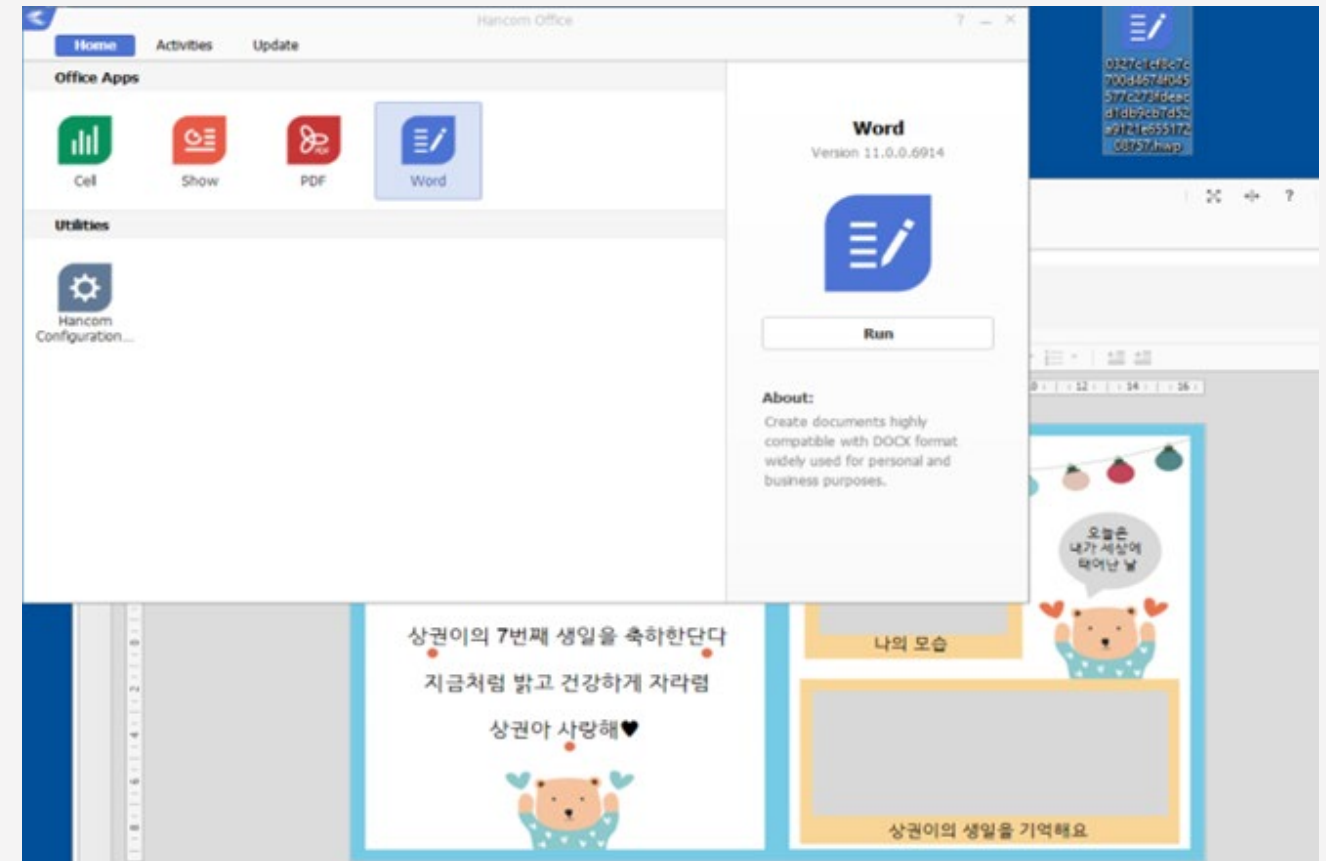 Hancom Office
Home Activities Update
Office Apps
Cell Show PDF Word
Utilities
Hancom
Configuration...
Word
Version 11.0.0.6914
Run
About:
Create documents highly
compatible with DOCX format
widely used for personal and
business purposes.
12 14 16
오늘은
내가 세상에
태어난 날
나의 모습
상권이의 7번째 생일을 축하한단다
지금처럼 밝고 건강하게 자라렴
상권아 사랑해♥
상권이의 생일을 기억해요